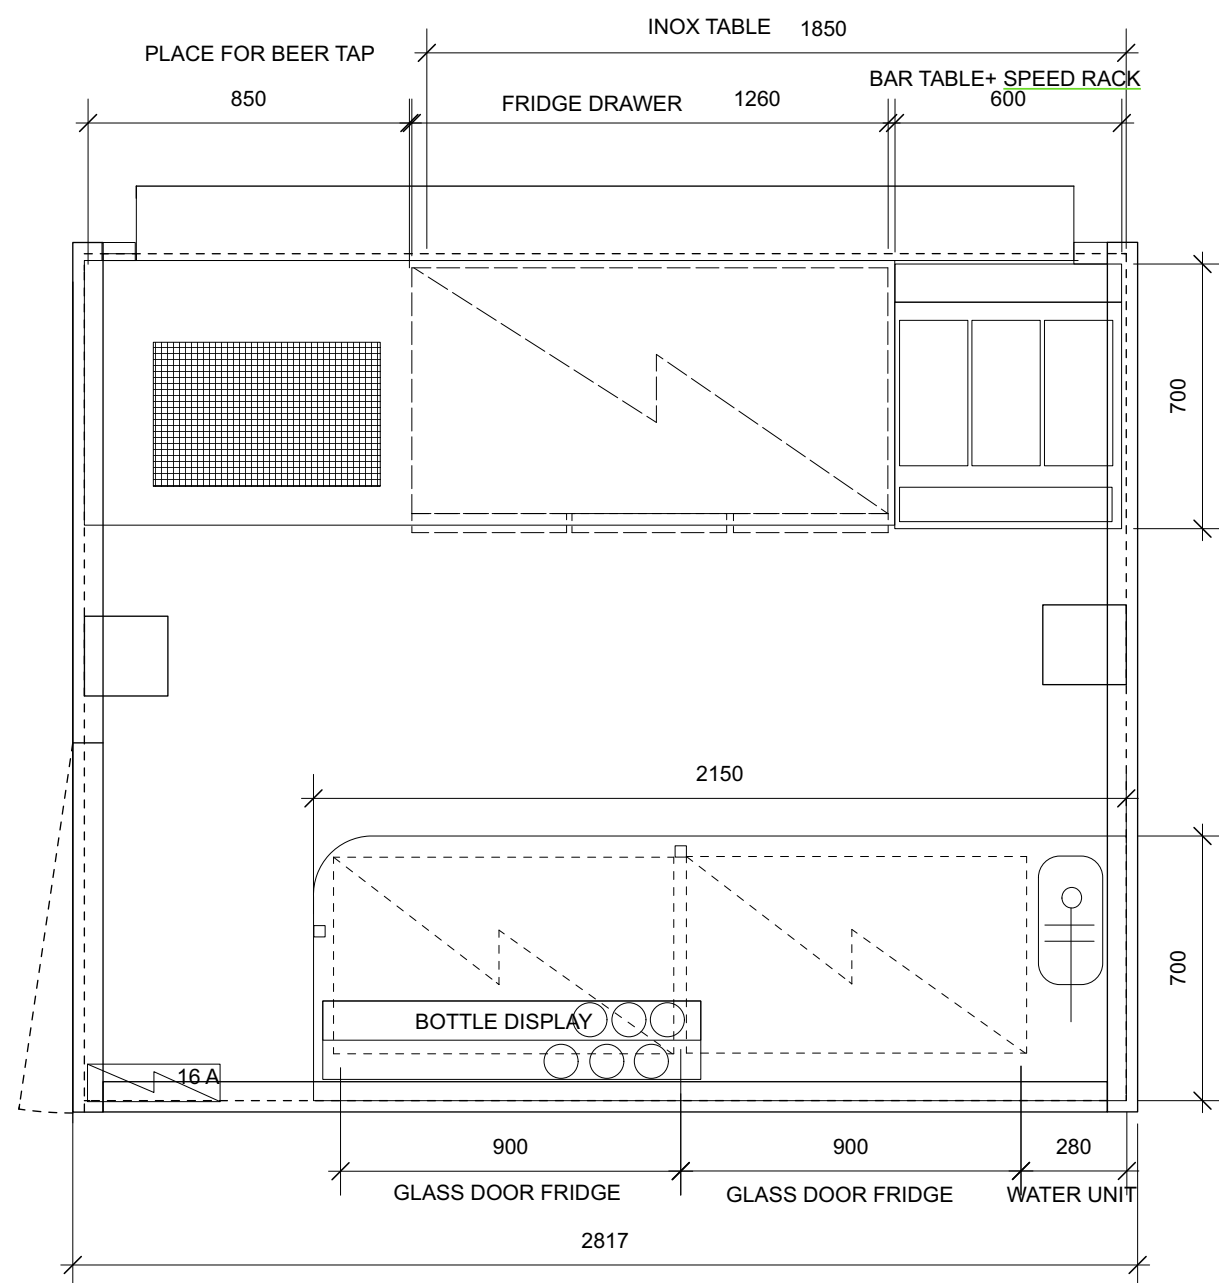 INOX TABLE 1850
PLACE FOR BEER TAP
BAR TABLE+ SPEED RACK
850
FRIDGE DRAWER 1260
600
700
2150
700
BOTTLE DISPLAY
16 A
900
900
280
GLASS DOOR FRIDGE
GLASS DOOR FRIDGE
WATER UNIT
2817